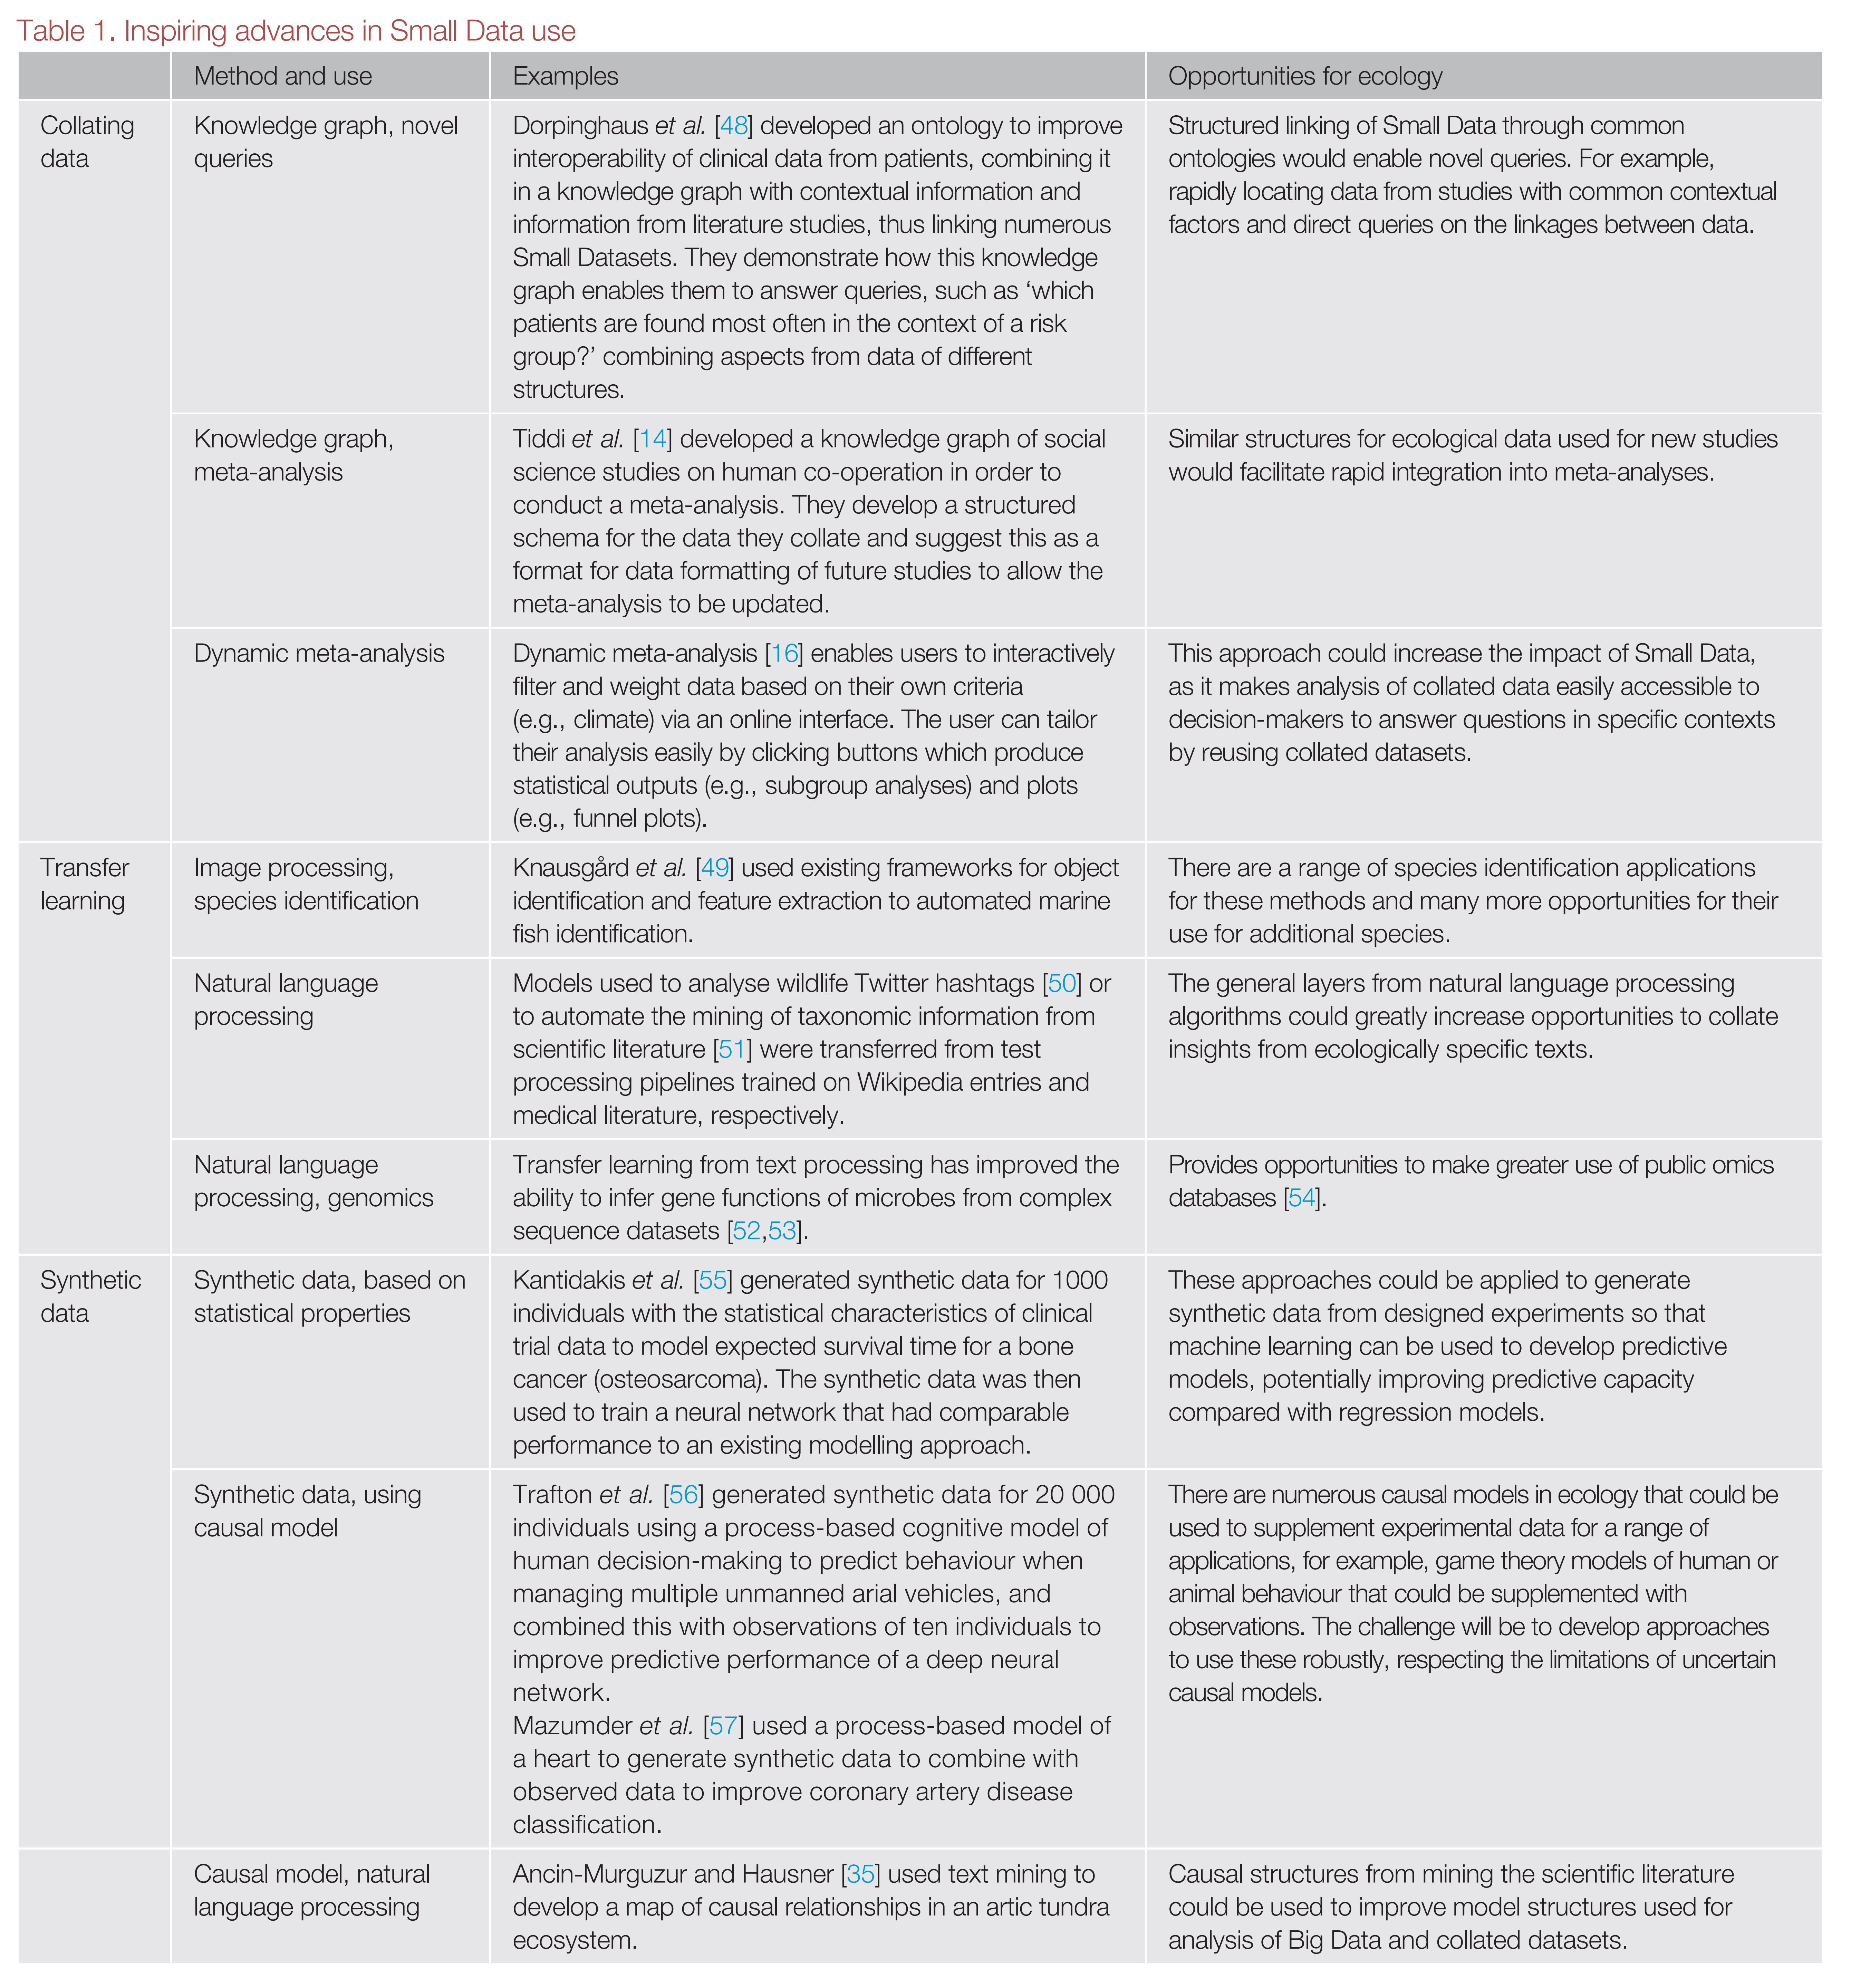 Table 1. Inspiring advances in Small Data use
Method and use
Examples
Opportunities for ecology
Collating
data
Knowledge graph, novel
queries
Dorpinghaus et al. [48] developed an ontology to improve
interoperability of clinical data from patients, combining it
in a knowledge graph with contextual information and
information from literature studies, thus linking numerous
Small Datasets. They demonstrate how this knowledge
graph enables them to answer queries, such as ‘which
patients are found most often in the context of a risk
group?’ combining aspects from data of different
structures.
Structured linking of Small Data through common
ontologies would enable novel queries. For example,
rapidly locating data from studies with common contextual
factors and direct queries on the linkages between data.
Knowledge graph,
meta-analysis
Tiddi et al. [14] developed a knowledge graph of social
science studies on human co-operation in order to
conduct a meta-analysis. They develop a structured
schema for the data they collate and suggest this as a
format for data formatting of future studies to allow the
meta-analysis to be updated.
Similar structures for ecological data used for new studies
would facilitate rapid integration into meta-analyses.
Dynamic meta-analysis
Dynamic meta-analysis [16] enables users to interactively
filter and weight data based on their own criteria
(e.g., climate) via an online interface. The user can tailor
their analysis easily by clicking buttons which produce
statistical outputs (e.g., subgroup analyses) and plots
(e.g., funnel plots).
This approach could increase the impact of Small Data,
as it makes analysis of collated data easily accessible to
decision-makers to answer questions in specific contexts
by reusing collated datasets.
Transfer
learning
Image processing,
species identification
Knausgård et al. [49] used existing frameworks for object
identification and feature extraction to automated marine
fish identification.
There are a range of species identification applications
for these methods and many more opportunities for their
use for additional species.
Natural language
processing
Models used to analyse wildlife Twitter hashtags [50] or
to automate the mining of taxonomic information from
scientific literature [51] were transferred from test
processing pipelines trained on Wikipedia entries and
medical literature, respectively.
The general layers from natural language processing
algorithms could greatly increase opportunities to collate
insights from ecologically specific texts.
Natural language
processing, genomics
Transfer learning from text processing has improved the
ability to infer gene functions of microbes from complex
sequence datasets [52,53].
Provides opportunities to make greater use of public omics
databases [54].
Synthetic
data
Synthetic data, based on
statistical properties
Kantidakis et al. [55] generated synthetic data for 1000
individuals with the statistical characteristics of clinical
trial data to model expected survival time for a bone
cancer (osteosarcoma). The synthetic data was then
used to train a neural network that had comparable
performance to an existing modelling approach.
These approaches could be applied to generate
synthetic data from designed experiments so that
machine learning can be used to develop predictive
models, potentially improving predictive capacity
compared with regression models.
Synthetic data, using
causal model
Trafton et al. [56] generated synthetic data for 20 000
individuals using a process-based cognitive model of
human decision-making to predict behaviour when
managing multiple unmanned arial vehicles, and
combined this with observations of ten individuals to
improve predictive performance of a deep neural
network.
Mazumder et al. [57] used a process-based model of
a heart to generate synthetic data to combine with
observed data to improve coronary artery disease
classification.
There are numerous causal models in ecology that could be
used to supplement experimental data for a range of
applications, for example, game theory models of human or
animal behaviour that could be supplemented with
observations. The challenge will be to develop approaches
to use these robustly, respecting the limitations of uncertain
causal models.
Causal model, natural
language processing
Ancin-Murguzur and Hausner [35] used text mining to
develop a map of causal relationships in an artic tundra
ecosystem.
Causal structures from mining the scientific literature
could be used to improve model structures used for
analysis of Big Data and collated datasets.